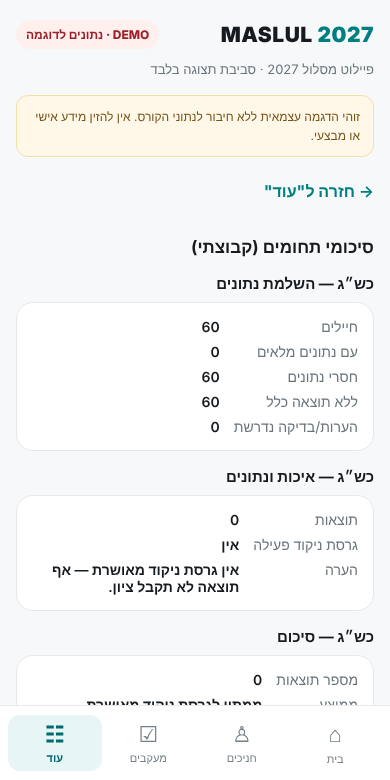 MASLUL 2027
DEMO · נתונים לדוגמה
פיילוט מסלול 2027 · סביבת תצוגה בלבד
זוהי הדגמה עצמאית ללא חיבור לנתוני הקורס. אין להזין מידע אישי
או מבצעי.
→ חזרה ל"עוד"
סיכומי תחומים (קבוצתי)
כש״ג — השלמת נתונים
חיילים 60
עם נתונים מלאים 0
חסרי נתונים 60
ללא תוצאה כלל 60
הערות/בדיקה נדרשת 0
כש״ג — איכות ונתונים
תוצאות 0
גרסת ניקוד פעילה אין
הערה אין גרסת ניקוד מאושרת — אף
תוצאה לא תקבל ציון.
כש״ג — סיכום
מספר תוצאות 0
בית
חניכים
מעקבים
עוד